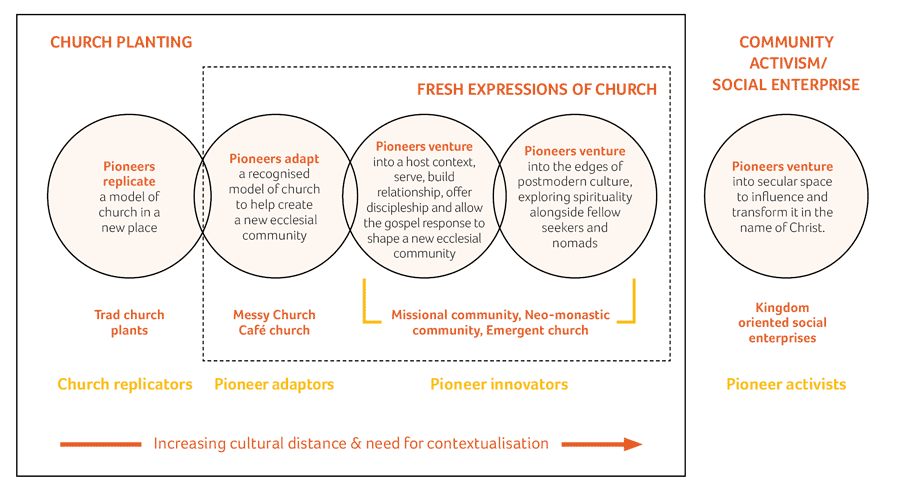 CHURCH PLANTING
FRESH EXPRESSIONS OF CHURCH
COMMUNITY
ACTIVISM/
SOCIAL ENTERPRISE
Pioneers
replicate
a model of
church in a
new place
Pioneers adapt
a recognised
model of church
to help create
a new ecclesial
community
Pioneers venture
into a host context,
serve, build
relationship, offer
discipleship and allow
the gospel response to
shape a new ecclesial
community
Pioneers venture
into the edges of
postmodern culture,
exploring spirituality
alongside fellow
seekers and
nomads
Pioneers venture
into secular space
to influence and
transform it in the
name of Christ.
Trad church
plants
Messy Church
Café church
Missional community, Neo-monastic
community, Emergent church
Kingdom
oriented social
enterprises
Church replicators
Pioneer adaptors
Pioneer innovators
Pioneer activists
Increasing cultural distance & need for contextualisation